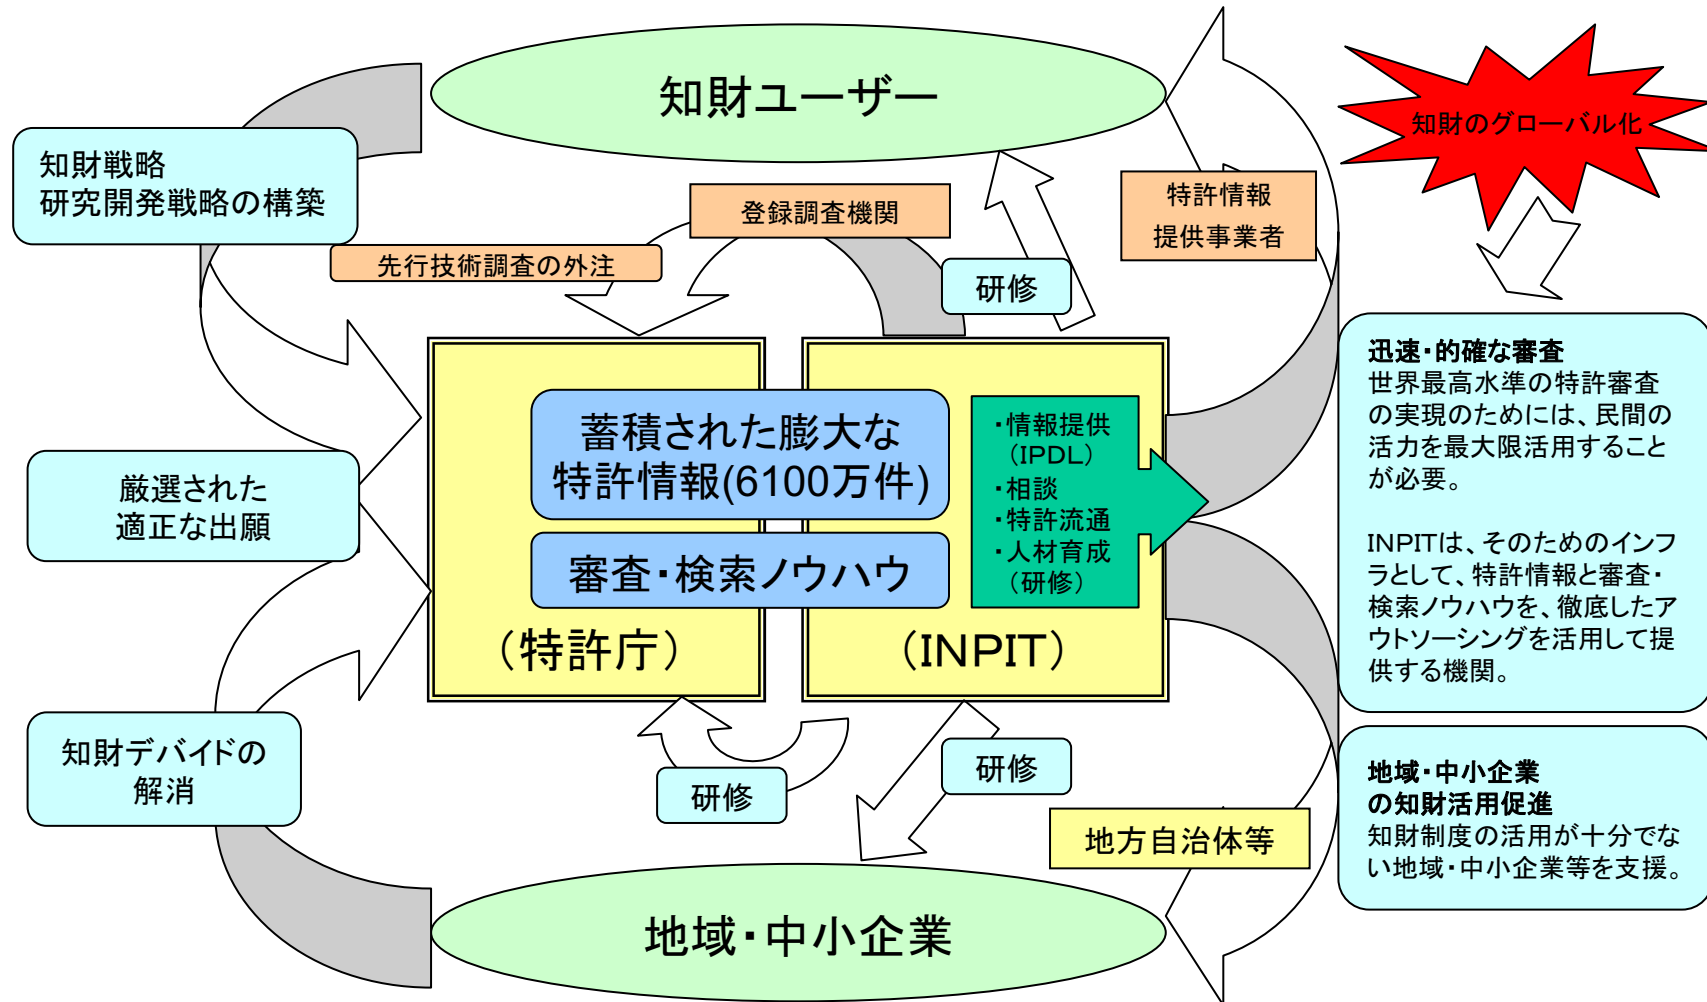 知財ユーザー
知財のグローバル化
知財戦略
研究開発戦略の構築
登録調査機関
特許情報
提供事業者
先行技術調査の外注
研修
迅速・的確な審査
世界最高水準の特許審査
の実現のためには、民間の
活力を最大限活用すること
が必要。
INPITは、そのためのインフ
ラとして、特許情報と審査・
検索ノウハウを、徹底したア
ウトソーシングを活用して提
供する機関。
蓄積された膨大な
特許情報(6100万件)
・情報提供
(IPDL)
・相談
・特許流通
・人材育成
(研修)
厳選された
適正な出願
審査・検索ノウハウ
（特許庁）
（INPIT）
知財デバイドの
解消
研修
研修
地方自治体等
地域・中小企業
の知財活用促進
知財制度の活用が十分でな
い地域・中小企業等を支援。
地域・中小企業